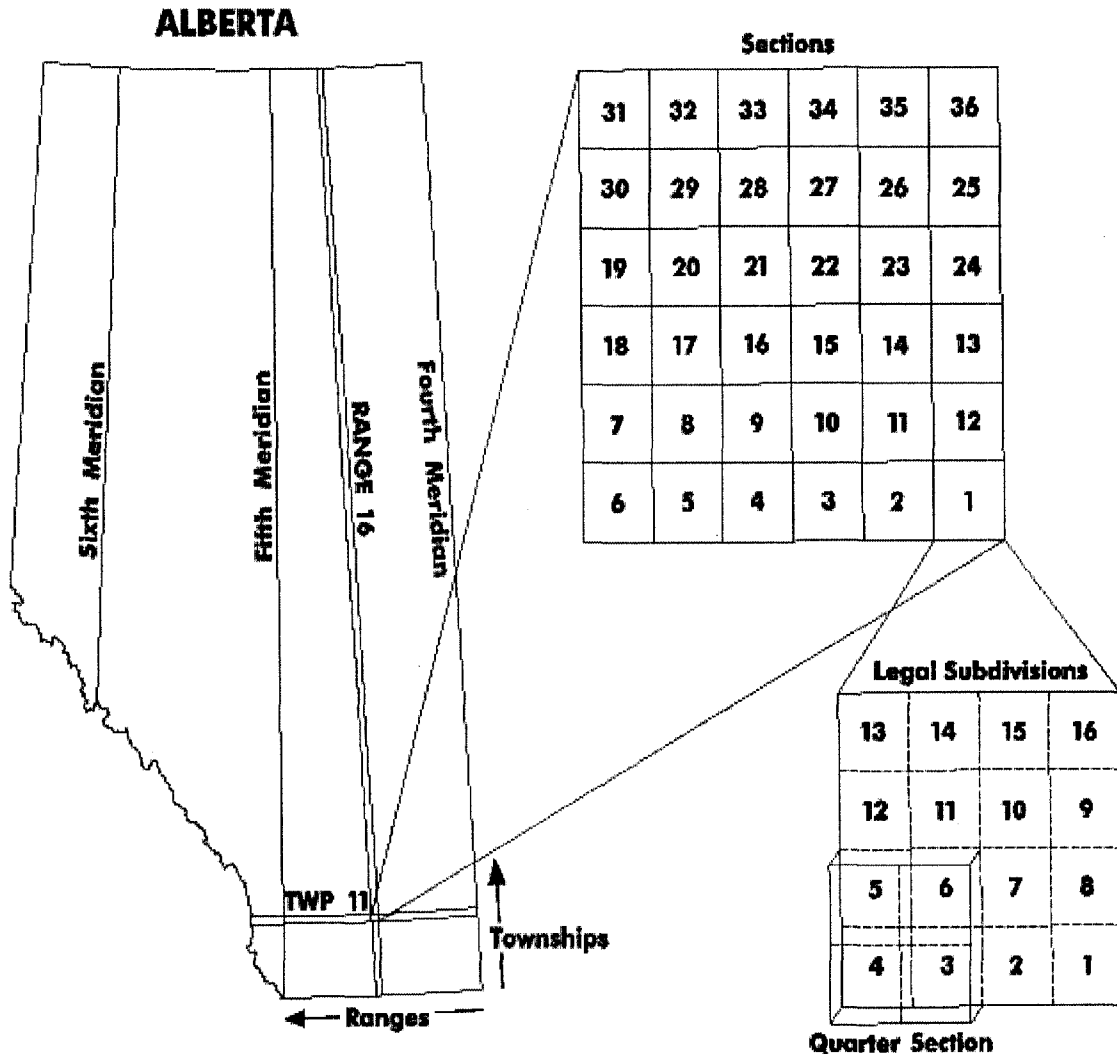 ALBERTA
Sixth Meridian
Fifth Meridian
RANGE 16
Fourth Meridian
TWP 11
Townships
Ranges
Sections
31 32 33 34 35 36
30 29 28 27 26 25
19 20 21 22 23 24
18 17 16 15 14 13
7 8 9 10 11 12
6 5 4 3 2 1
Legal Subdivisions
13 14 15 16
12 11 10 9
5 6 7 8
4 3 2 1
Quarter Section